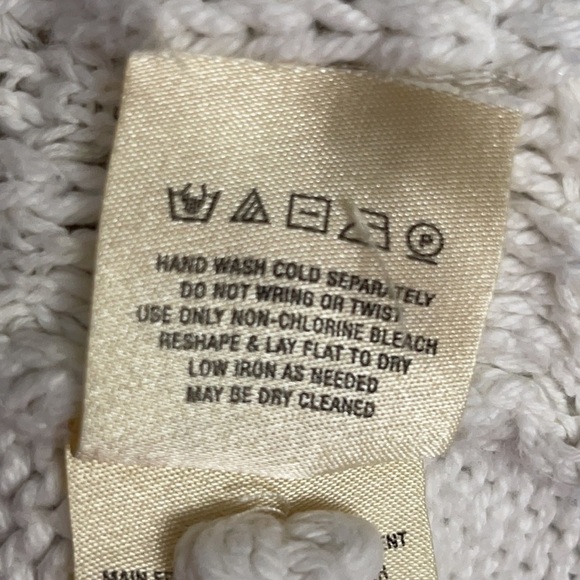 P
HAND WASH COLD SEPARATELY
DO NOT WRING OR TWIST
USE ONLY NON-CHLORINE BLEACH
RESHAPE & LAY FLAT TO DRY
LOW IRON AS NEEDED
MAY BE DRY CLEANED